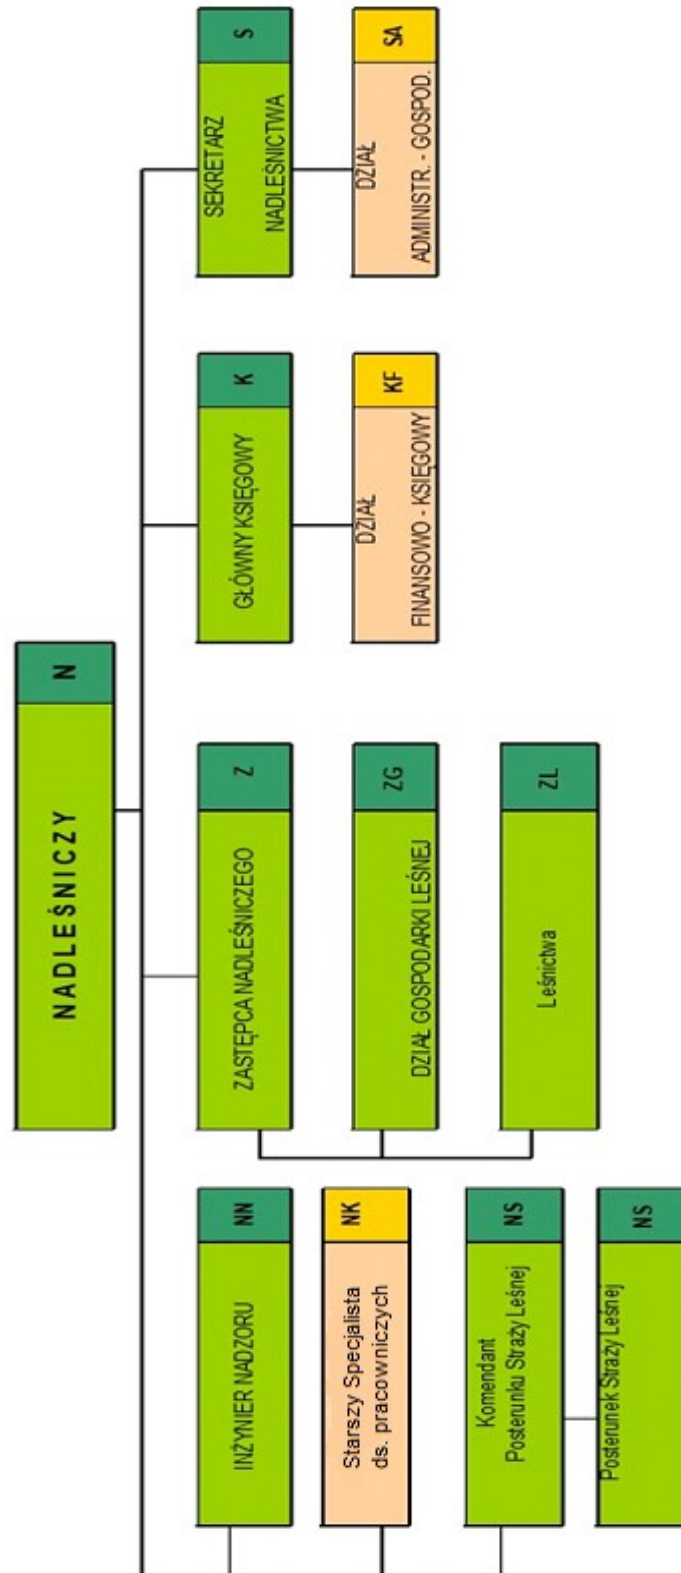 NADLEŚNICZY
N
INŻYNIER NADZORU
NN
Starszy Specjalista
ds. pracowniczych
NK
Komendant
Posterunku Straży Leśnej
NS
Posterunek Straży Leśnej
NS
ZASTĘPCA NADLEŚNICZEGO
Z
DZIAŁ GOSPODARKI LEŚNEJ
ZG
Leśnictwa
ZL
GŁÓWNY KSIĘGOWY
K
DZIAŁ
FINANSOWO - KSIĘGOWY
KF
SEKRETARZ
NADLEŚNICTWA
S
DZIAŁ
ADMINISTR. - GOSPOD.
SA